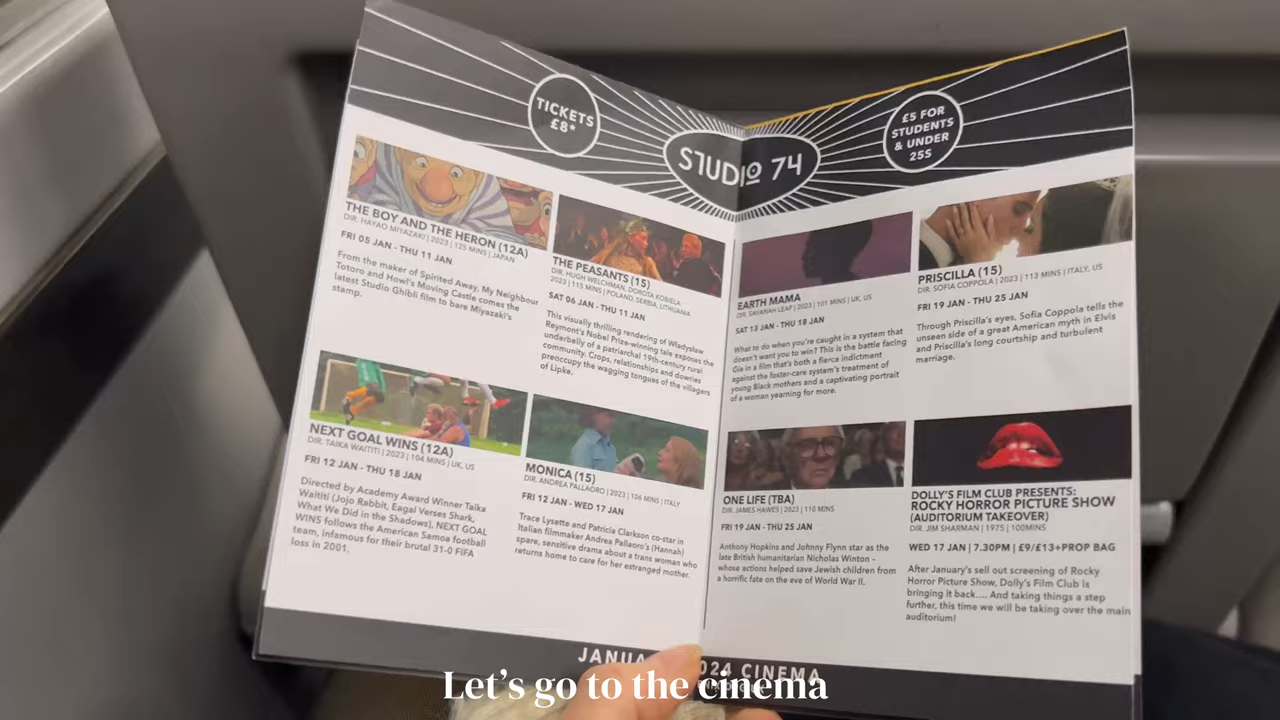 TICKETS
£8*
STUDIO 74
£5 FOR
STUDENTS
& UNDER
25S
THE BOY AND THE HERON (12A)
DIR. HAYAO MIYAZAKI | 2023 | 125 MINS | JAPAN
FRI 05 JAN - THU 11 JAN
From the maker of Spirited Away, My Neighbour
Totoro and Howl's Moving Castle comes the
latest Studio Ghibli film to bare Miyazaki's
stamp.
THE PEASANTS (15)
DIR. HUGH WELCHMAN, DOROTA KOBIELA
2023 | 115 MINS | POLAND, SERBIA, LITHUANIA
SAT 06 JAN - THU 11 JAN
This visually thrilling rendering of Władysław
Reymont's Nobel Prize-winning tale exposes the
underbelly of a patriarchal 19th-century rural
community. Crops, relationships and dowries
preoccupy the wagging tongues of the villagers
of Lipke.
NEXT GOAL WINS (12A)
DIR. TAIKA WAITITI | 2023 | 104 MINS | UK, US
FRI 12 JAN - THU 18 JAN
Directed by Academy Award Winner Taika
Waititi (Jojo Rabbit, Eagal Verses Shark,
What We Did in the Shadows), NEXT GOAL
WINS follows the American Samoa football
team, infamous for their brutal 31-0 FIFA
loss in 2001.
MONICA (15)
DIR. ANDREA PALLAORO | 2023 | 106 MINS | ITALY
FRI 12 JAN - WED 17 JAN
Trace Lysette and Patricia Clarkson co-star in
Italian filmmaker Andrea Pallaoro's (Hannah)
spare, sensitive drama about a trans woman who
returns home to care for her estranged mother.
EARTH MAMA
DIR. SAVANAH LEAF | 2023 | 101 MINS | UK, US
SAT 13 JAN - THU 18 JAN
What to do when you're caught in a system that
doesn't want you to win? This is the battle facing
Gia in a film that's both a fierce indictment
against the foster-care system's treatment of
young Black mothers and a captivating portrait
of a woman yearning for more.
PRISCILLA (15)
DIR. SOFIA COPPOLA | 2023 | 113 MINS | ITALY, US
FRI 19 JAN - THU 25 JAN
Through Priscilla's eyes, Sofia Coppola tells the
unseen side of a great American myth in Elvis
and Priscilla's long courtship and turbulent
marriage.
ONE LIFE (TBA)
DIR. JAMES HAWES | 2023 | 110 MINS
FRI 19 JAN - THU 25 JAN
Anthony Hopkins and Johnny Flynn star as the
late British humanitarian Nicholas Winton –
whose actions helped save Jewish children from
a horrific fate on the eve of World War II.
DOLLY'S FILM CLUB PRESENTS:
ROCKY HORROR PICTURE SHOW
(AUDITORIUM TAKEOVER)
DIR. JIM SHARMAN | 1975 | 100MINS
WED 17 JAN | 7.30PM | £9/£13+PROP BAG
After January's sell out screening of Rocky
Horror Picture Show, Dolly's Film Club is
bringing it back.... And taking things a step
further, this time we will be taking over the main
auditorium!
CINEMA
Let's go to the cinema